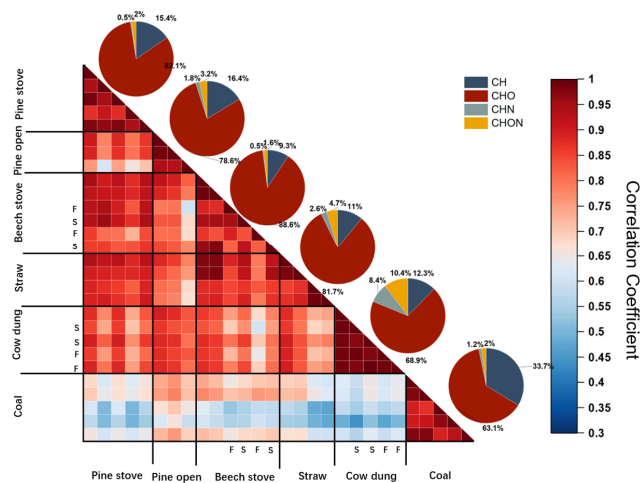 0.5% 2% 15.4%
82.1%
1.8% 3.2% 16.4%
78.6%
0.5% 1.6% 9.3%
88.6%
2.6% 4.7% 11%
81.7%
8.4% 10.4% 12.3%
68.9%
1.2% 2% 33.7%
63.1%
CH
CHO
CHN
CHON
1
0.95
0.9
0.85
0.8
0.75
0.7
0.65
0.6
0.55
0.5
0.45
0.4
0.35
0.3
Correlation Coefficient
Pine stove
Pine open
Beech stove
F
S
F
S
Straw
Cow dung
S
S
F
F
Coal
F S F S S S F F
Pine stove Pine open Beech stove Straw Cow dung Coal